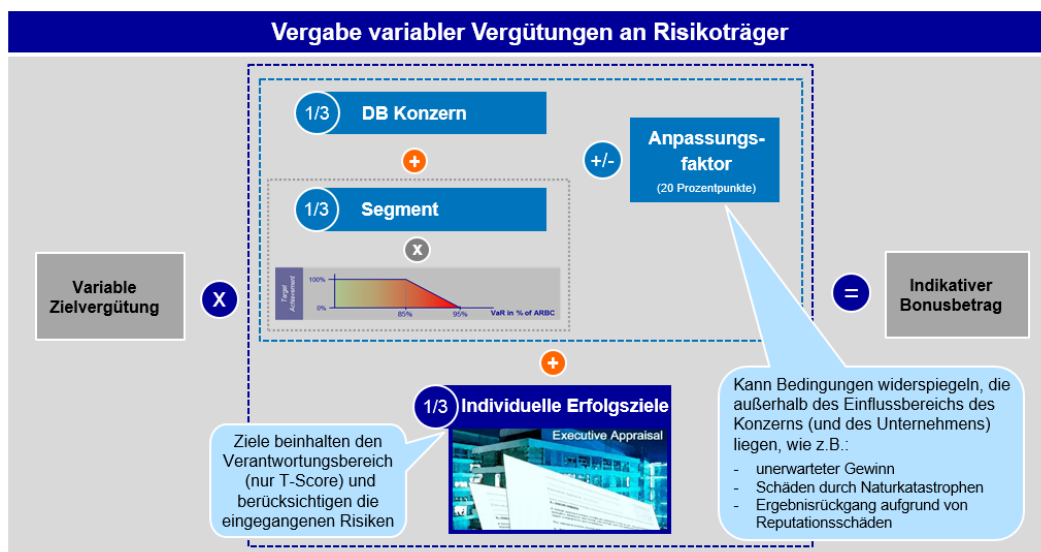 Vergabe variabler Vergütungen an Risikoträger
1/3 DB Konzern
+
1/3 Segment
x
Target
Achievement
100%
0%
85%
95%
VaR in % of ARBC
+/-
Anpassungs-
faktor
(20 Prozentpunkte)
Variable
Zielvergütung
X
=
Indikativer
Bonusbetrag
+
1/3 Individuelle Erfolgsziele
Executive Appraisal
Ziele beinhalten den
Verantwortungsbereich
(nur T-Score) und
berücksichtigen die
eingegangenen Risiken
Kann Bedingungen widerspiegeln, die
außerhalb des Einflussbereichs des
Konzerns (und des Unternehmens)
liegen, wie z.B.:
- unerwarteter Gewinn
- Schäden durch Naturkatastrophen
- Ergebnisrückgang aufgrund von
Reputationsschäden